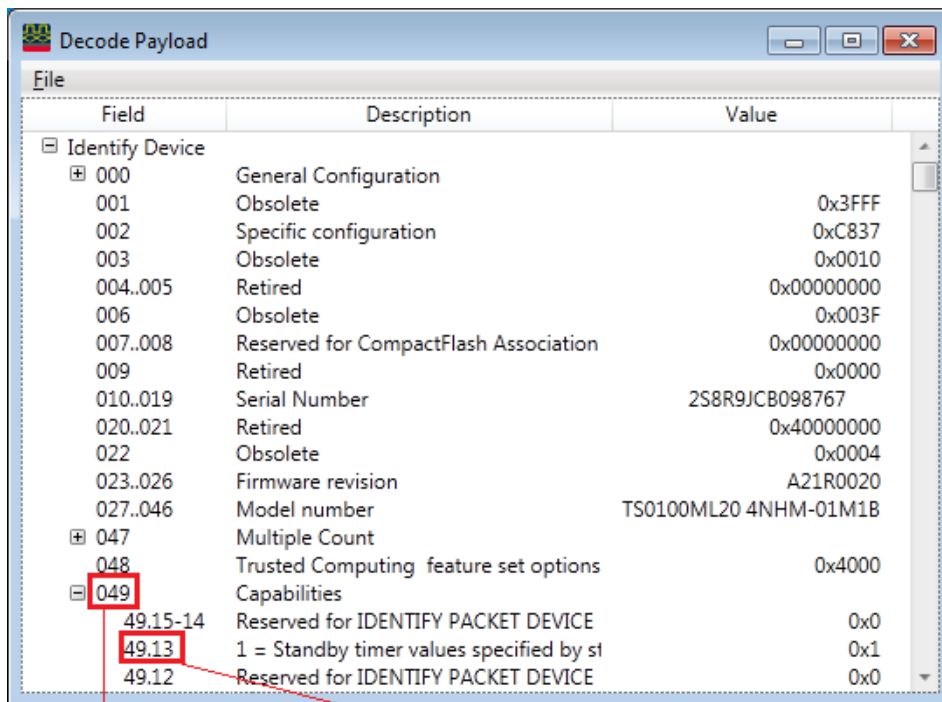 Decode Payload
File
Field Description Value
Identify Device
000 General Configuration
001 Obsolete 0x3FFF
002 Specific configuration 0xC837
003 Obsolete 0x0010
004..005 Retired 0x00000000
006 Obsolete 0x003F
007..008 Reserved for CompactFlash Association 0x00000000
009 Retired 0x0000
010..019 Serial Number 2S8R9JCB098767
020..021 Retired 0x40000000
022 Obsolete 0x0004
023..026 Firmware revision A21R0020
027..046 Model number TS0100ML20 4NHM-01M1B
047 Multiple Count
048 Trusted Computing feature set options 0x4000
049 Capabilities
49.15-14 Reserved for IDENTIFY PACKET DEVICE 0x0
49.13 1 = Standby timer values specified by st 0x1
49.12 Reserved for IDENTIFY PACKET DEVICE 0x0